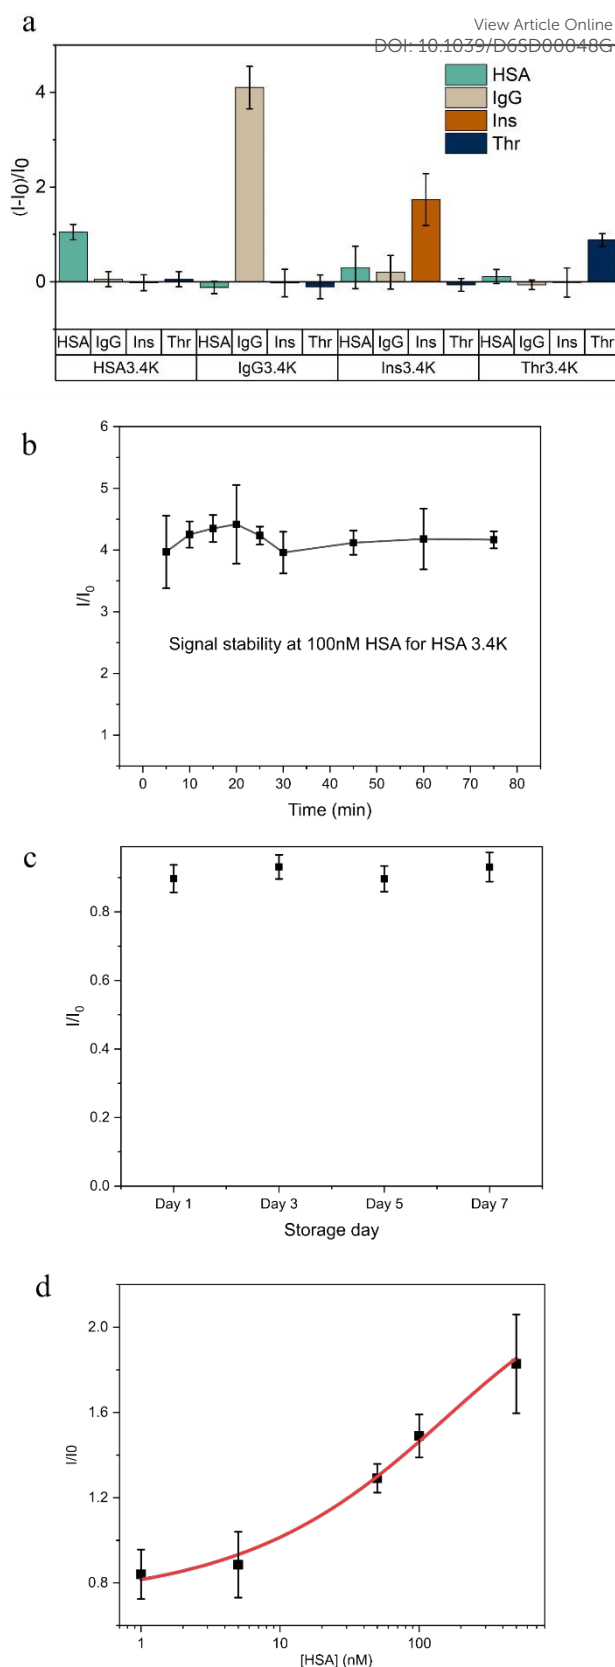 a
View Article Online
DOI: 10.1039/D6SD00048G
HSA
IgG
Ins
Thr
(I-I0)/I0
4
2
0
HSA IgG Ins Thr HSA IgG Ins Thr HSA IgG Ins Thr HSA IgG Ins Thr
HSA3.4K IgG3.4K Ins3.4K Thr3.4K
b
6
5
4
3
2
1
I/I0
Signal stability at 100nM HSA for HSA 3.4K
0 10 20 30 40 50 60 70 80
Time (min)
c
0.8
0.6
0.4
0.2
0.0
I/I0
Day 1 Day 3 Day 5 Day 7
Storage day
d
2.0
1.6
1.2
0.8
I/I0
1 10 100
[HSA] (nM)